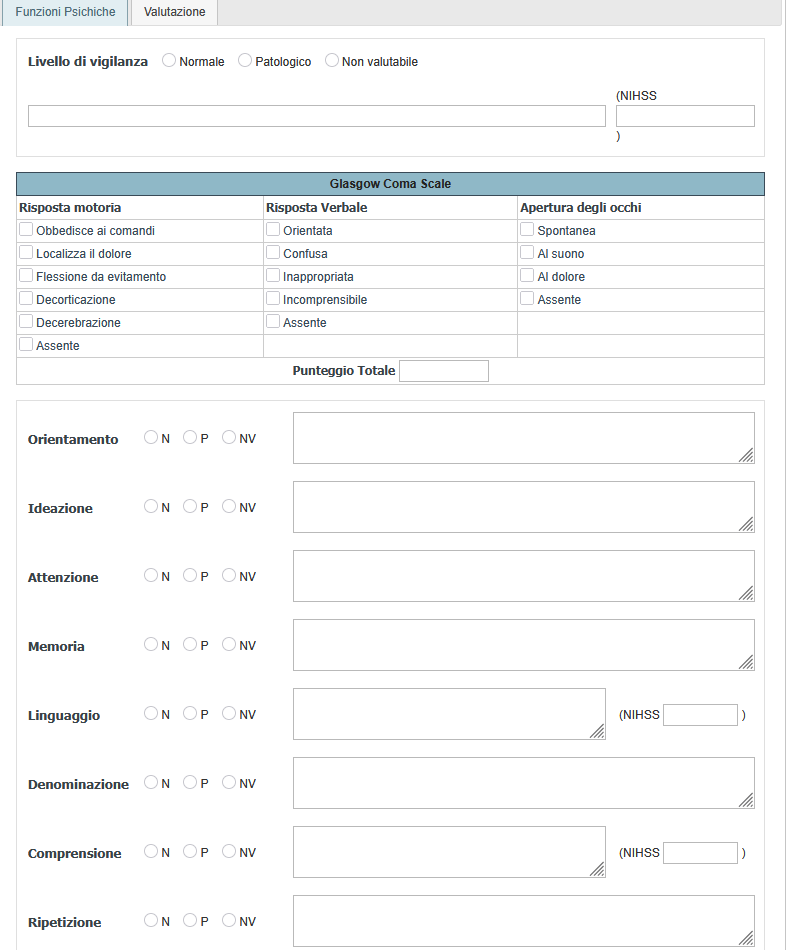 Funzioni Psichiche Valutazione
Livello di vigilanza Normale Patologico Non valutabile
(NIHSS
)
Glasgow Coma Scale
Risposta motoria Risposta Verbale Apertura degli occhi
Obbedisce ai comandi Orientata Spontanea
Localizza il dolore Confusa Al suono
Flessione da evitamento Inappropriata Al dolore
Decorticazione Incomprensibile Assente
Decerebrazione Assente
Assente
Punteggio Totale
Orientamento N P NV
Ideazione N P NV
Attenzione N P NV
Memoria N P NV
Linguaggio N P NV (NIHSS )
Denominazione N P NV
Comprensione N P NV (NIHSS )
Ripetizione N P NV